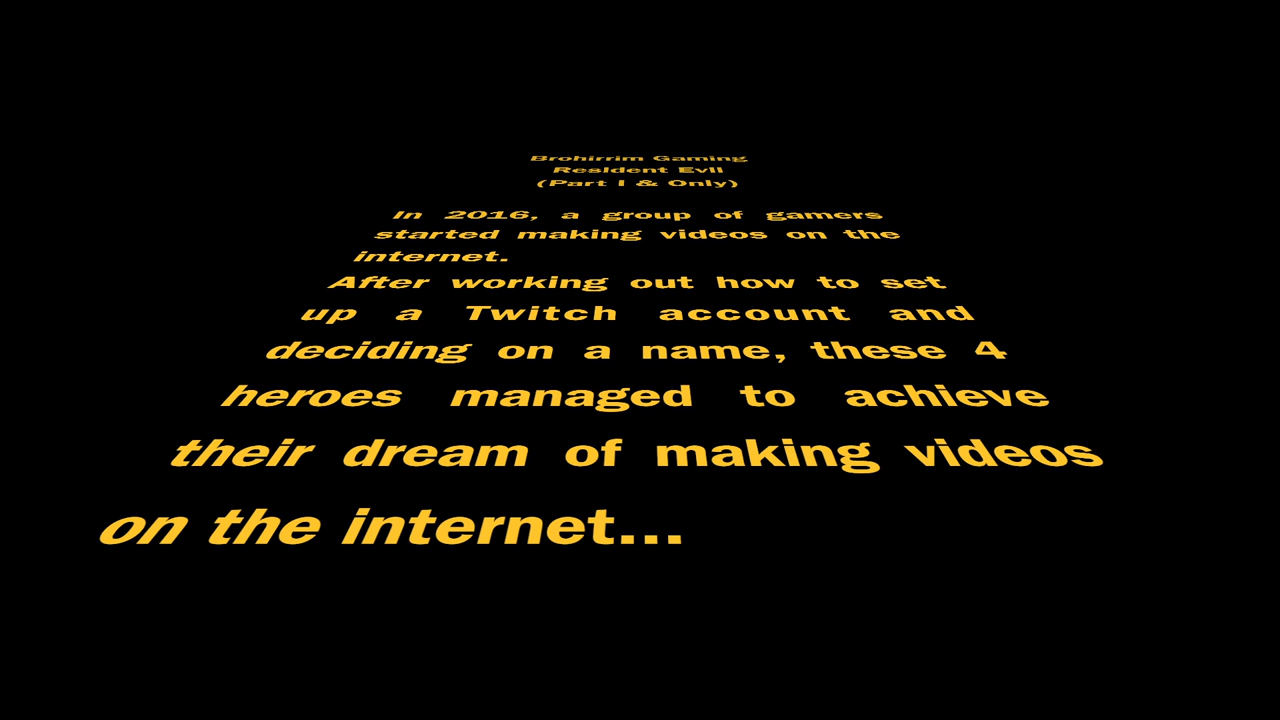 Brohirrim Gaming
Resident Evil
(Part I & Only)
In 2016, a group of gamers
started making videos on the
internet.
After working out how to set
up a Twitch account and
deciding on a name, these 4
heroes managed to achieve
their dream of making videos
on the internet...